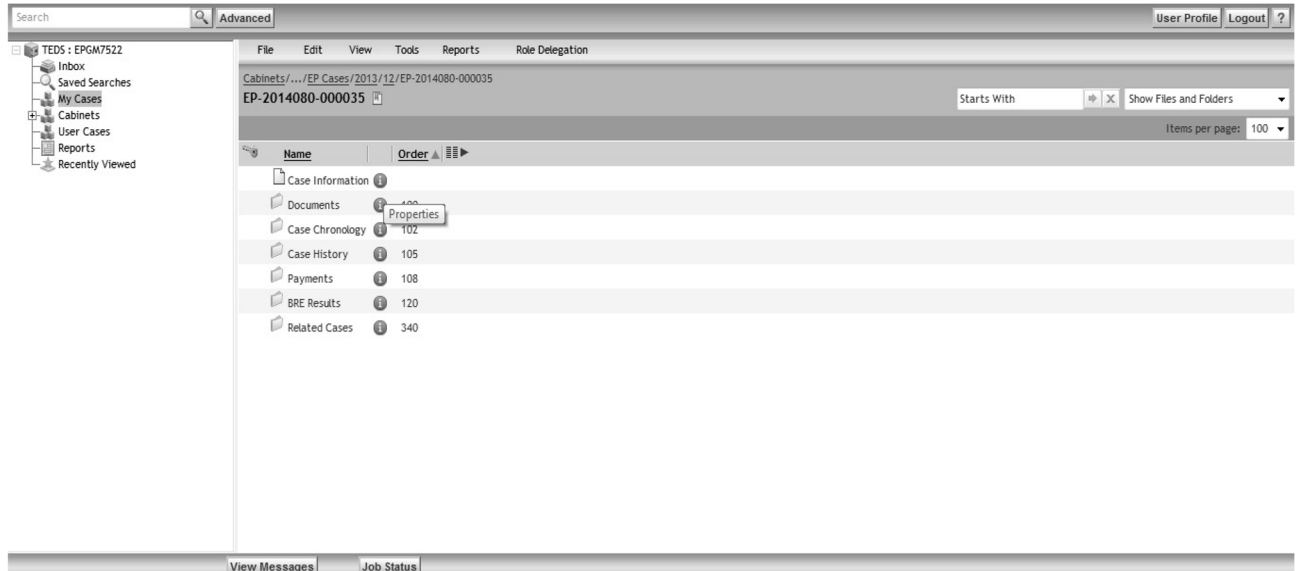 Search Advanced User Profile Logout ?
TEDS : EPGM7522
Inbox
Saved Searches
My Cases
Cabinets
User Cases
Reports
Recently Viewed
File Edit View Tools Reports Role Delegation
Cabinets/.../EP Cases/2013/12/EP-2014080-000035
EP-2014080-000035 Starts With X Show Files and Folders
Items per page: 100
Name Order
Case Information
Documents
Properties
Case Chronology 102
Case History 105
Payments 108
BRE Results 120
Related Cases 340
View Messages Job Status